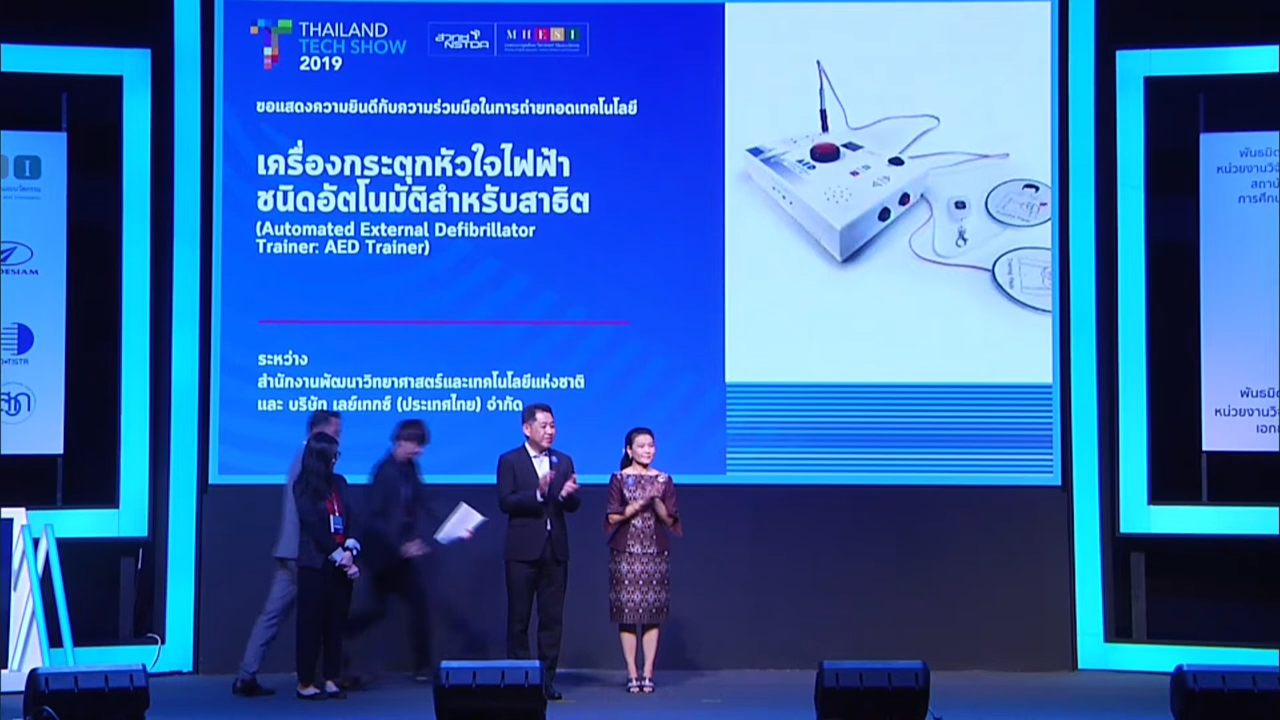 THAILAND
TECH SHOW
2019
สวทช
NSTDA
MHESI
ขอแสดงความยินดีกับความร่วมมือในการถ่ายทอดเทคโนโลยี
เครื่องกระตุกหัวใจไฟฟ้า
ชนิดอัตโนมัติสำหรับสาธิต
(Automated External Defibrillator
Trainer: AED Trainer)
ระหว่าง
สำนักงานพัฒนาวิทยาศาสตร์และเทคโนโลยีแห่งชาติ
และ บริษัท เลย์เทกซ์ (ประเทศไทย) จำกัด
AED
I
DESIAM
พันธมิ
หน่วยงานวิจ
สถาบั
การศึกษ
พันธมิ
หน่วยงานวิ
เอก